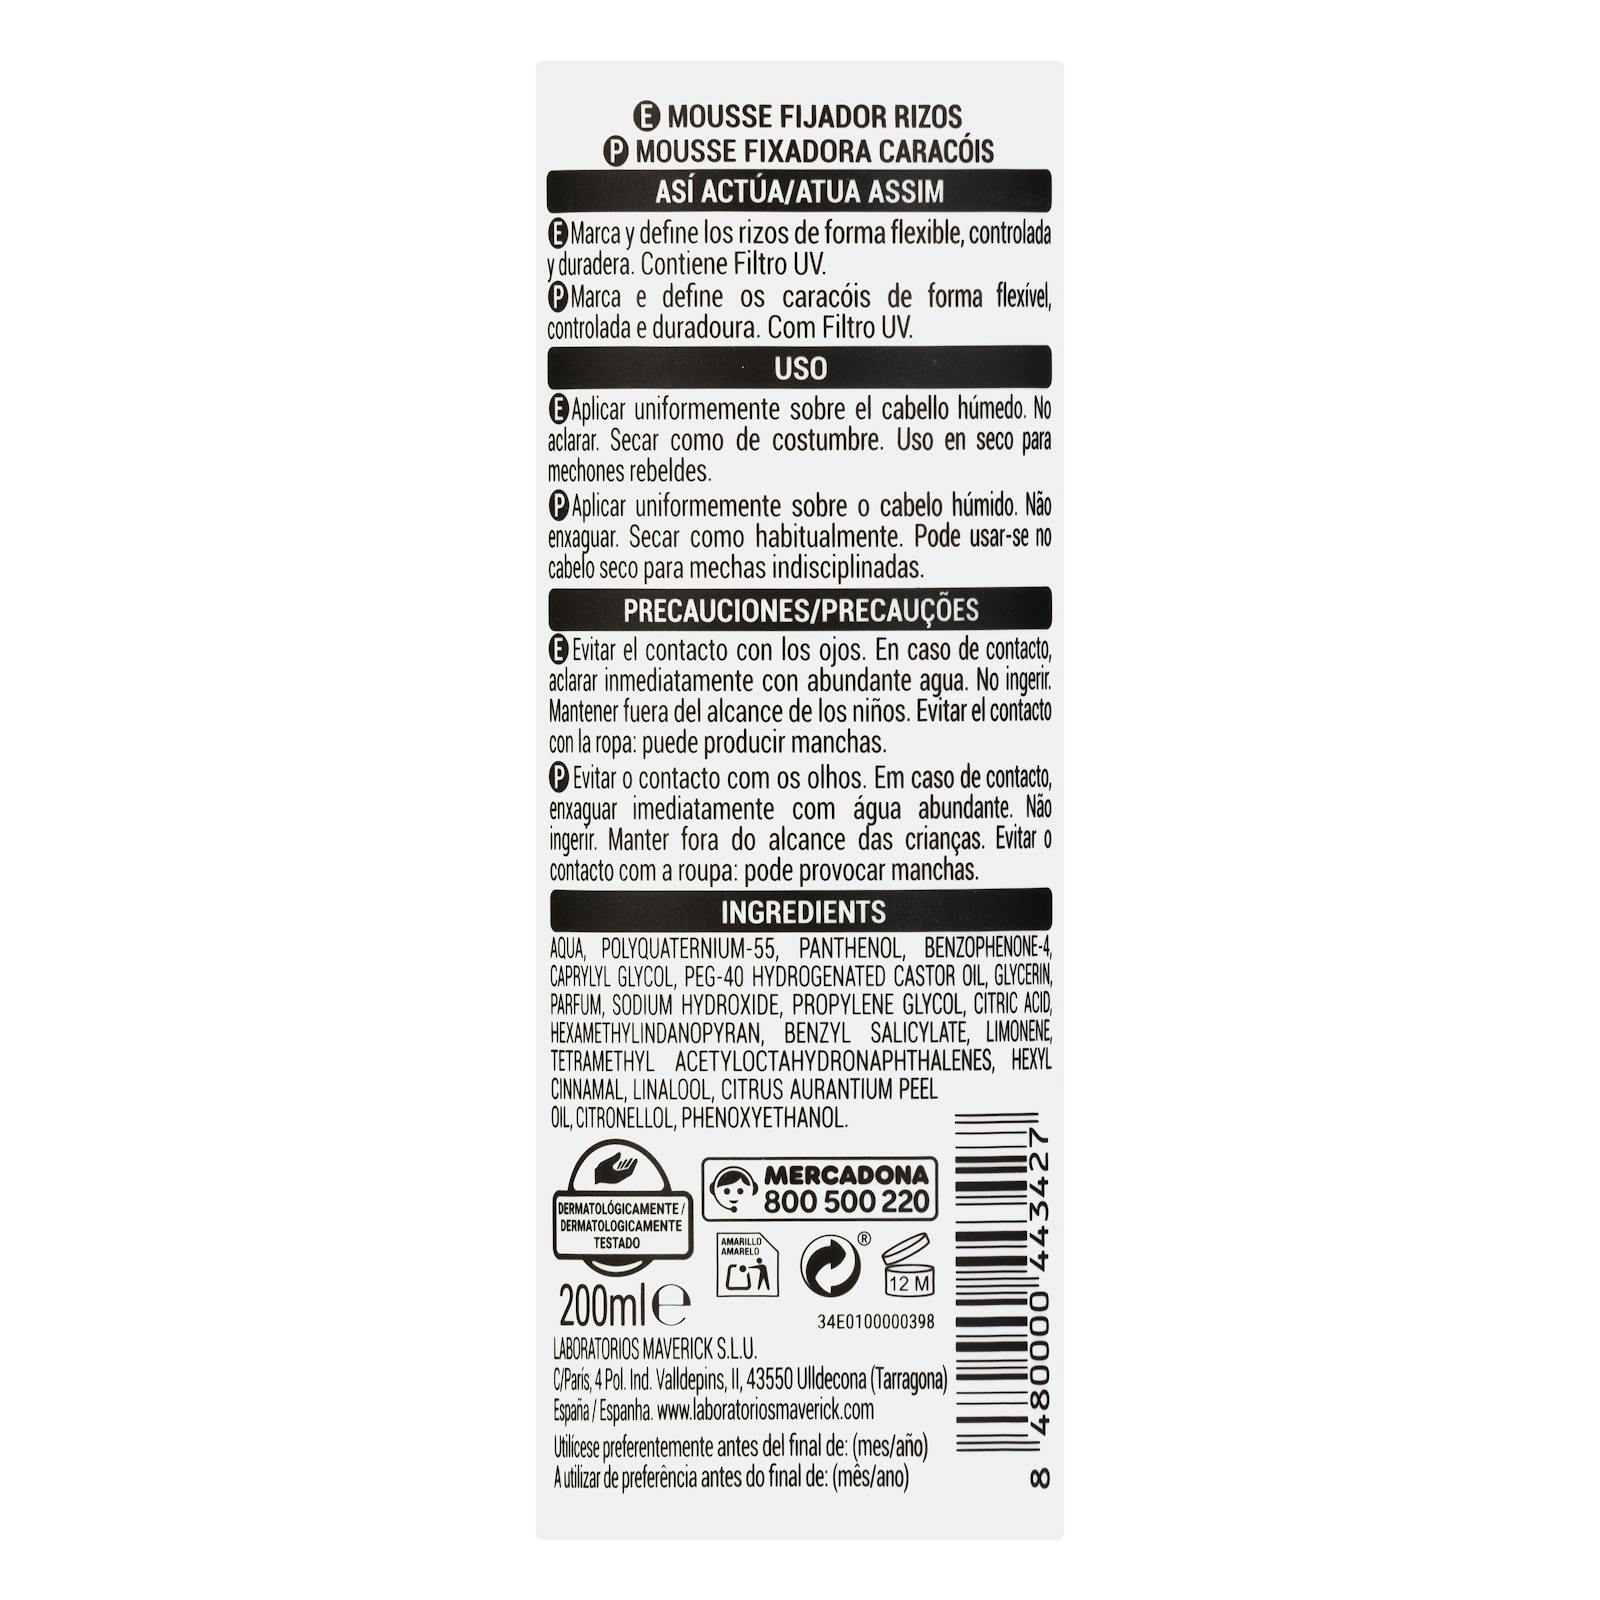 E MOUSSE FIJADOR RIZOS
P MOUSSE FIXADORA CARACÓIS
ASÍ ACTÚA/ATUA ASSIM
E Marca y define los rizos de forma flexible, controlada
y duradera. Contiene Filtro UV.
P Marca e define os caracóis de forma flexível,
controlada e duradoura. Com Filtro UV.
USO
E Aplicar uniformemente sobre el cabello húmedo. No
aclarar. Secar como de costumbre. Uso en seco para
mechones rebeldes.
P Aplicar uniformemente sobre o cabelo húmido. Não
enxaguar. Secar como habitualmente. Pode usar-se no
cabelo seco para mechas indisciplinadas.
PRECAUCIONES/PRECAUÇÕES
E Evitar el contacto con los ojos. En caso de contacto,
aclarar inmediatamente con abundante agua. No ingerir.
Mantener fuera del alcance de los niños. Evitar el contacto
con la ropa: puede producir manchas.
P Evitar o contacto com os olhos. Em caso de contacto,
enxaguar imediatamente com água abundante. Não
ingerir. Manter fora do alcance das crianças. Evitar o
contacto com a roupa: pode provocar manchas.
INGREDIENTS
AQUA, POLYQUATERNIUM-55, PANTHENOL, BENZOPHENONE-4,
CAPRYLYL GLYCOL, PEG-40 HYDROGENATED CASTOR OIL, GLYCERIN,
PARFUM, SODIUM HYDROXIDE, PROPYLENE GLYCOL, CITRIC ACID,
HEXAMETHYLINDANOPYRAN, BENZYL SALICYLATE, LIMONENE,
TETRAMETHYL ACETYLOCTAHYDRONAPHTHALENES, HEXYL
CINNAMAL, LINALOOL, CITRUS AURANTIUM PEEL
OIL, CITRONELLOL, PHENOXYETHANOL.
DERMATOLÓGICAMENTE/
DERMATOLOGICAMENTE
TESTADO
MERCADONA
800 500 220
AMARILLO
AMARELO
®
12 M
200ml e
34E0100000398
LABORATORIOS MAVERICK S.L.U.
C/París, 4 Pol. Ind. Valldepins, II, 43550 Ulldecona (Tarragona)
España / Espanha. www.laboratoriosmaverick.com
Utilícese preferentemente antes del final de: (mes/año)
A utilizar de preferência antes do final de: (mês/ano)
8 480000 443427